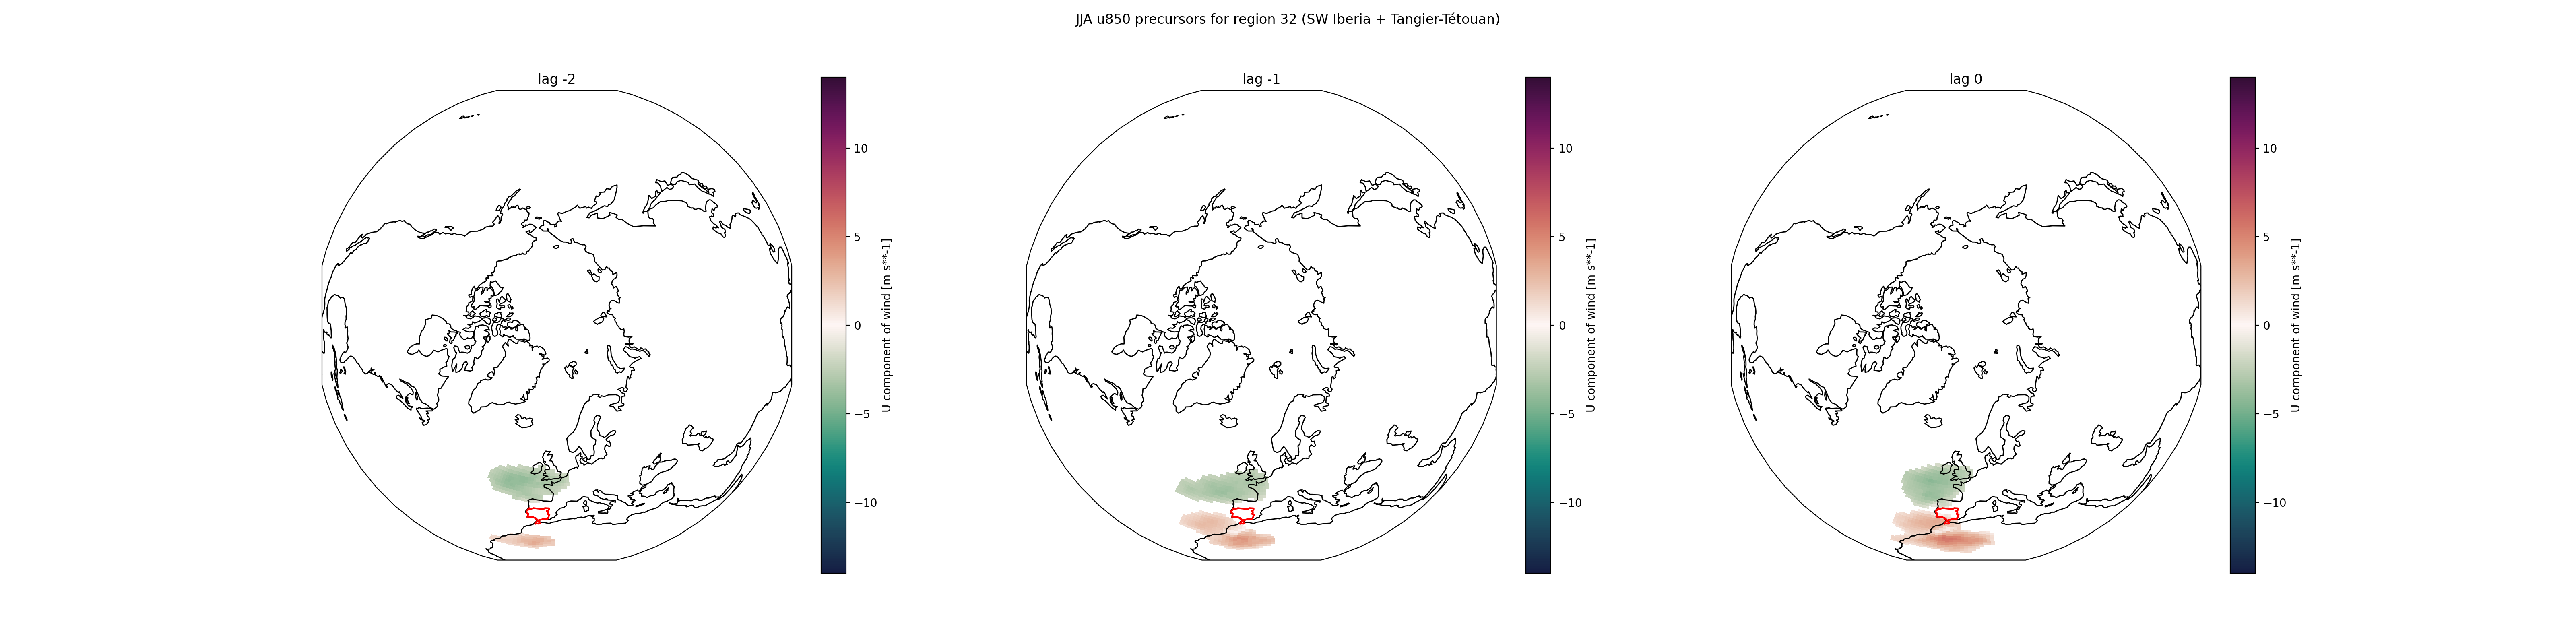 JJA u850 precursors for region 32 (SW Iberia + Tangier-Tétouan)
lag -2
10
5
0
−5
−10
U component of wind [m s**-1]
lag -1
10
5
0
−5
−10
U component of wind [m s**-1]
lag 0
10
5
0
−5
−10
U component of wind [m s**-1]